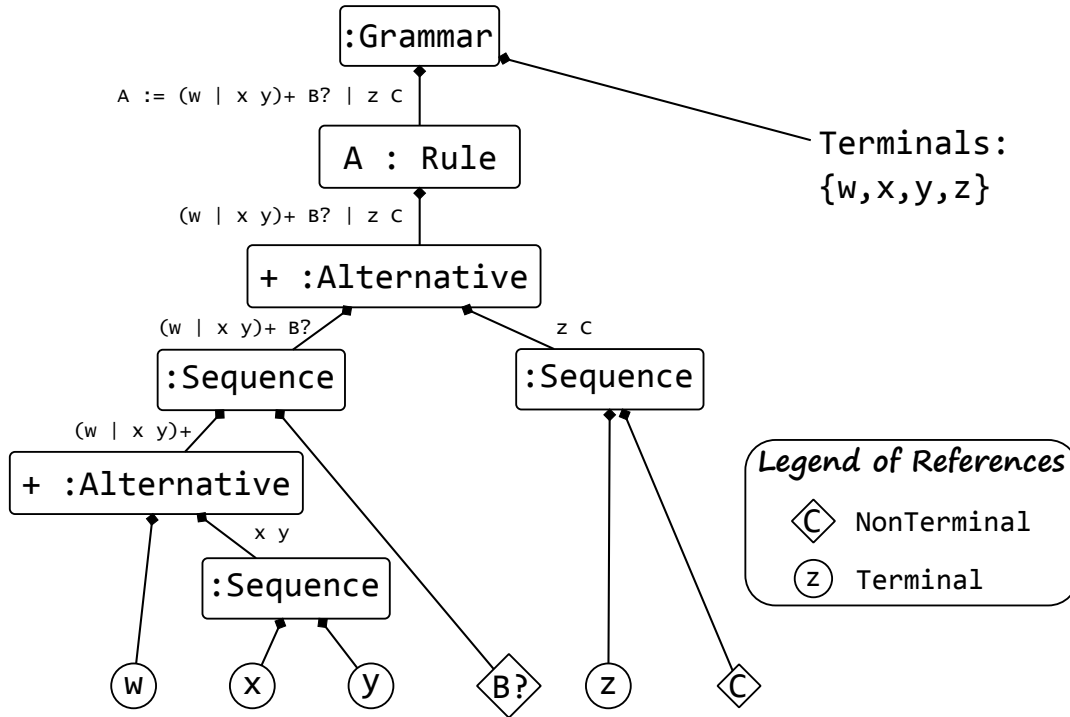 :Grammar
A := (w | x y)+ B? | z C
Terminals:
{w,x,y,z}
A : Rule
(w | x y)+ B? | z C
+ :Alternative
(w | x y)+ B?
z C
:Sequence
:Sequence
(w | x y)+
+ :Alternative
x y
:Sequence
w
x
y
B?
z
C
Legend of References
C NonTerminal
z Terminal